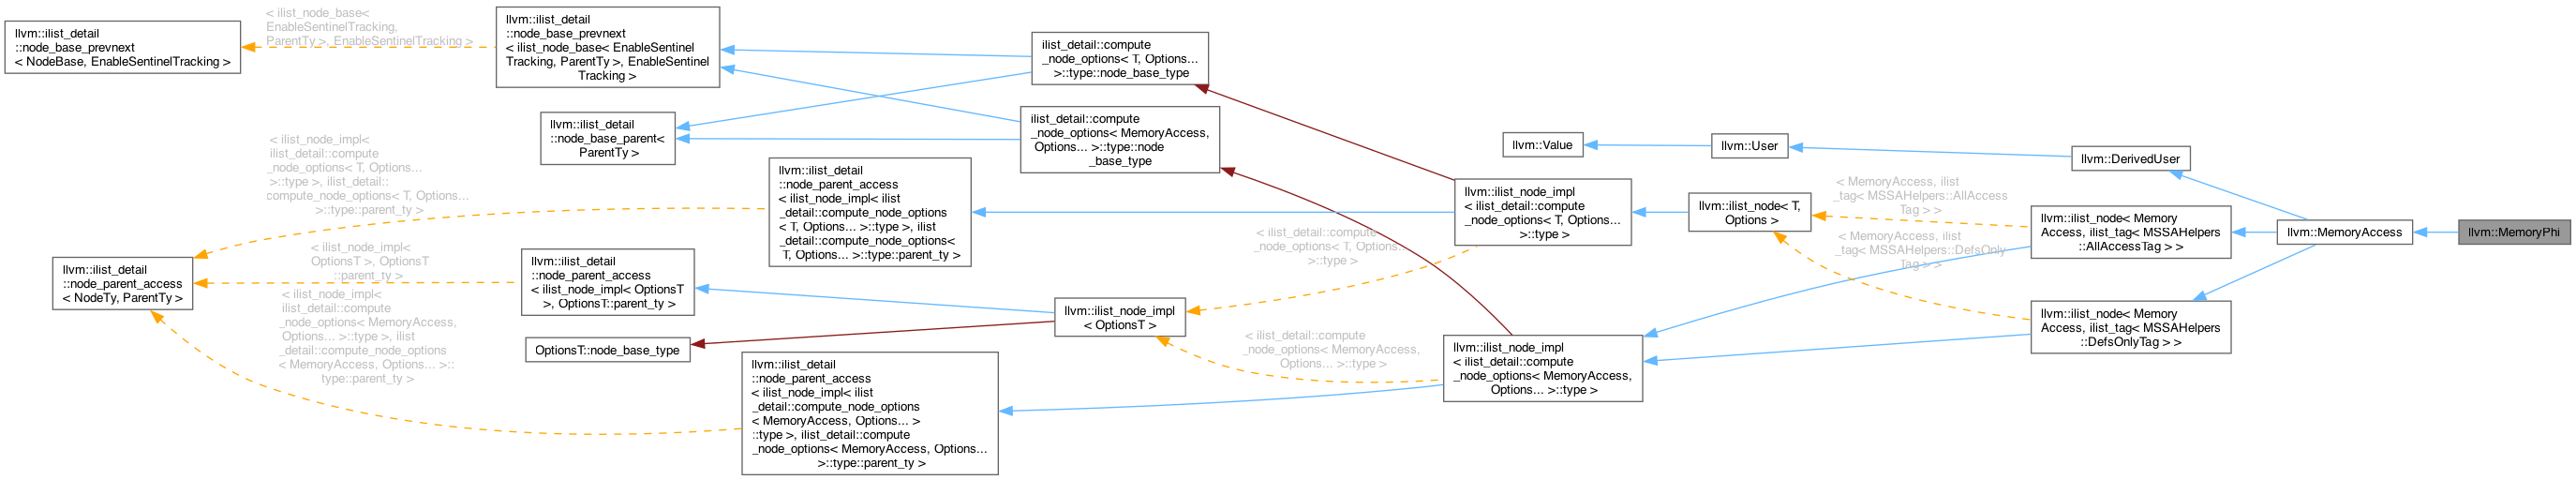 llvm::ilist_detail
::node_base_prevnext
< NodeBase, EnableSentinelTracking >
< ilist_node_base<
EnableSentinelTracking,
ParentTy >, EnableSentinelTracking >
llvm::ilist_detail
::node_base_prevnext
< ilist_node_base< EnableSentinel
Tracking, ParentTy >, EnableSentinel
Tracking >
ilist_detail::compute
_node_options< T, Options...
>::type::node_base_type
llvm::ilist_detail
::node_base_parent<
ParentTy >
ilist_detail::compute
_node_options< MemoryAccess,
Options... >::type::node
_base_type
llvm::Value
llvm::User
llvm::DerivedUser
< ilist_node_impl<
ilist_detail::compute
_node_options< T, Options...
>::type >, ilist_detail::
compute_node_options< T, Options...
>::type::parent_ty >
llvm::ilist_detail
::node_parent_access
< ilist_node_impl< ilist
_detail::compute_node_options
< T, Options... >::type >, ilist
_detail::compute_node_options<
T, Options... >::type::parent_ty >
llvm::ilist_node_impl
< ilist_detail::compute
_node_options< T, Options...
>::type >
llvm::ilist_node< T,
Options >
< MemoryAccess, ilist
_tag< MSSAHelpers::AllAccess
Tag > >
llvm::ilist_node< Memory
Access, ilist_tag< MSSAHelpers
::AllAccessTag > >
llvm::MemoryAccess
llvm::MemoryPhi
< MemoryAccess, ilist
_tag< MSSAHelpers::DefsOnly
Tag > >
< ilist_detail::compute
_node_options< T, Options...
>::type >
llvm::ilist_detail
::node_parent_access
< NodeTy, ParentTy >
< ilist_node_impl<
OptionsT >, OptionsT
::parent_ty >
llvm::ilist_detail
::node_parent_access
< ilist_node_impl< OptionsT
>, OptionsT::parent_ty >
llvm::ilist_node_impl
< OptionsT >
llvm::ilist_node< Memory
Access, ilist_tag< MSSAHelpers
::DefsOnlyTag > >
OptionsT::node_base_type
< ilist_detail::compute
_node_options< MemoryAccess,
Options... >::type >
llvm::ilist_node_impl
< ilist_detail::compute
_node_options< MemoryAccess,
Options... >::type >
< ilist_node_impl<
ilist_detail::compute
_node_options< MemoryAccess,
Options... >::type >, ilist
_detail::compute_node_options
< MemoryAccess, Options... >::
type::parent_ty >
llvm::ilist_detail
::node_parent_access
< ilist_node_impl< ilist
_detail::compute_node_options
< MemoryAccess, Options... >
::type >, ilist_detail::compute
_node_options< MemoryAccess, Options...
>::type::parent_ty >